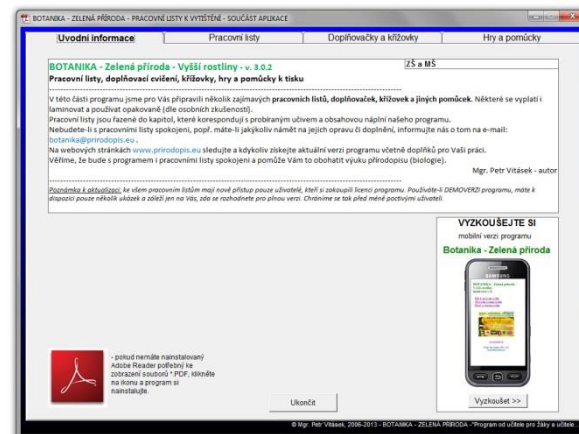 BOTANIKA - ZELENÁ PŘÍRODA - PRACOVNÍ LISTY K VYTIŠTĚNÍ - SOUČÁST APLIKACE
Uvodní informace
Pracovní listy
Doplňovačky a křížovky
Hry a pomůcky
BOTANIKA - Zelená příroda - Vyšší rostliny - v. 3.0.2
ZŠ a MŠ
Pracovní listy, doplňovací cvičení, křížovky, hry a pomůcky k tisku
V této části programu jsme pro Vás připravili několik zajímavých pracovních listů, doplňovaček, křížovek a jiných pomůcek. Některé se vyplatí i
laminovat a používat opakovaně (dle osobních zkušeností).
Pracovní listy jsou řazené do kapitol, které korespondují s probíraným učivem a obsahovou náplní našeho programu.
Nebudete-li s pracovními listy spokojeni, popř. máte-li jakýkoliv námět na jejich opravu či doplnění, informujte nás o tom na e-mail:
botanika@prirodopis.eu .
Na webových stránkách www.prirodopis.eu sledujte a kdykoliv získejte aktuální verzi programu včetně doplňků pro Vaši práci.
Věříme, že bude s programem i pracovními listy spokojeni a pomůže Vám to obohatit výuku přírodopisu (biologie).
Mgr. Petr Vitásek - autor
Poznámka k aktualizaci: ke všem pracovním listům mají nově přístup pouze uživatelé, kteří si zakoupili licenci programu. Používáte-li DEMOVERZI programu, máte k
dispozici pouze několik ukázek a záleží jen na Vás, zda se rozhodnete pro plnou verzi. Chráníme se tak před méně poctivými uživateli
VYZKOUŠEJTE SI
mobilní verzi programu
Botanika - Zelená příroda
SAMSUNG
- pokud nemáte nainstalovaný
Adobe Reader potřebný ke
zobrazení souborů *.PDF, klikněte
na ikonu a program si
nainstalujte.
Adobe
Ukončit
Vyzkoušet >>
© Mgr. Petr Vitásek, 2006-2013 - BOTANIKA - ZELENÁ PŘÍRODA -"Program od učitele pro žáky a učitele...